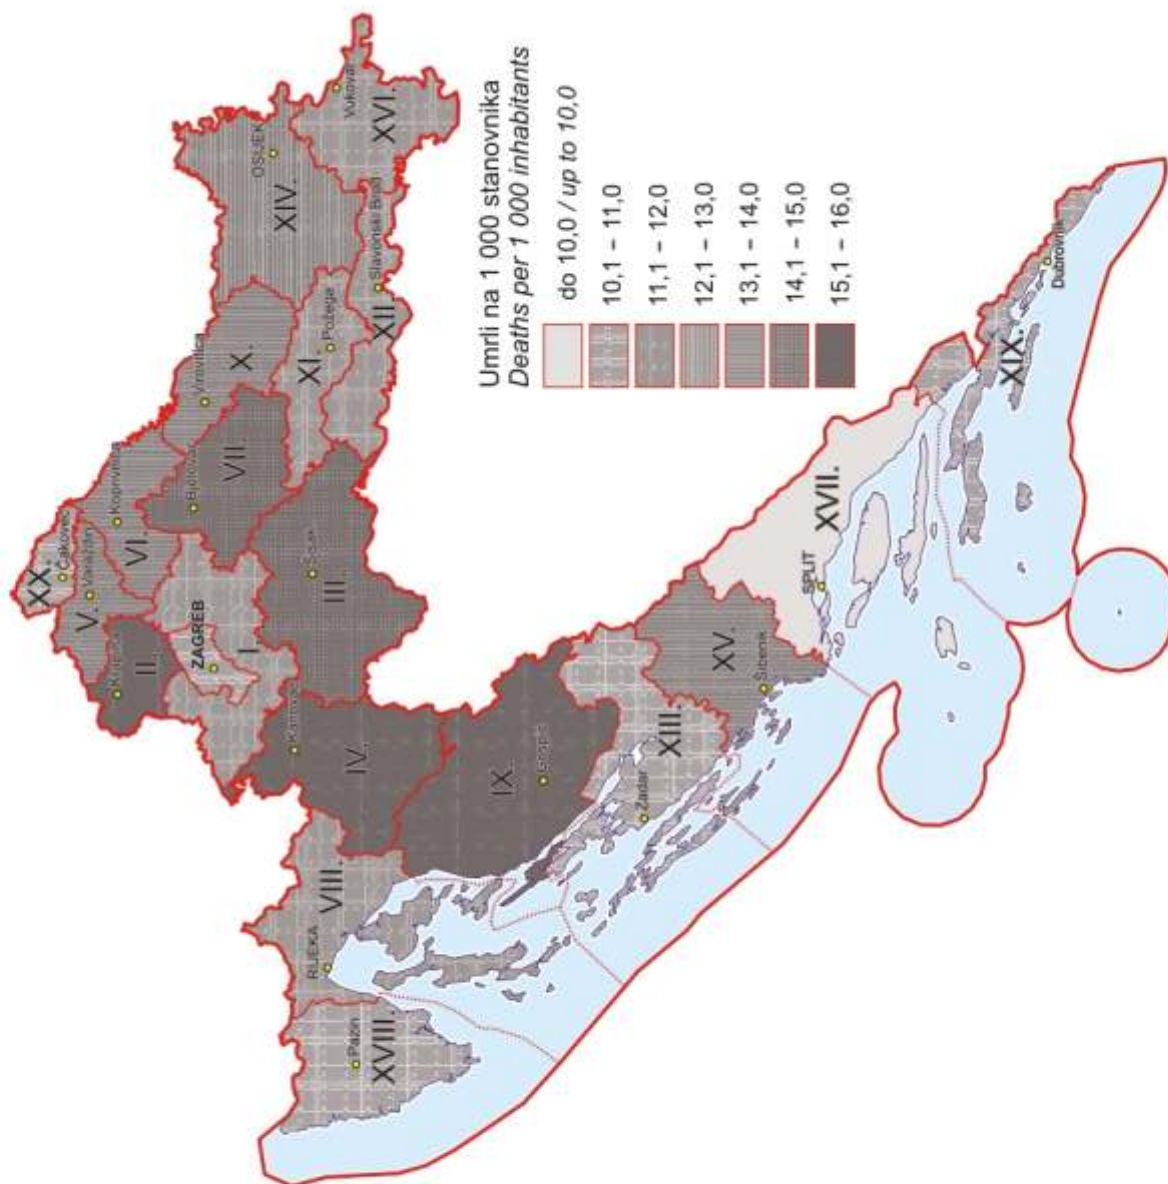 Umrli na 1 000 stanovnika
Deaths per 1 000 inhabitants
do 10,0 / up to 10,0
10,1 – 11,0
11,1 – 12,0
12,1 – 13,0
13,1 – 14,0
14,1 – 15,0
15,1 – 16,0
XX.
Čakovec
V.
Varaždin
Krapina
II.
VI.
Koprivnica
ZAGREB
I.
VII.
Bjelovar
X.
Virovitica
XIV.
OSIJEK
XVI.
Vukovar
XI.
Požega
XII.
Slavonski Brod
III.
Sisak
Karlovac
IV.
RIJEKA
VIII.
Pazin
XVIII.
IX.
Gospić
Zadar
XIII.
XV.
Šibenik
XVII.
SPLIT
XIX.
Dubrovnik